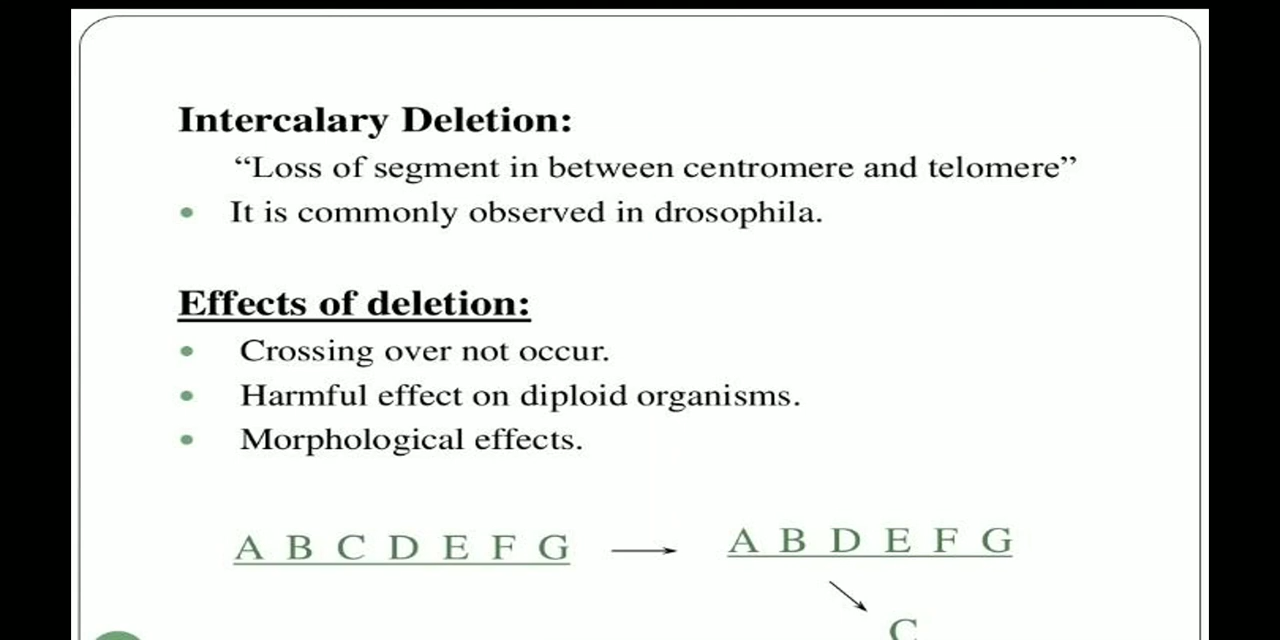 Intercalary Deletion:
“Loss of segment in between centromere and telomere”
• It is commonly observed in drosophila.
Effects of deletion:
• Crossing over not occur.
• Harmful effect on diploid organisms.
• Morphological effects.
A B C D E F G → A B D E F G
C